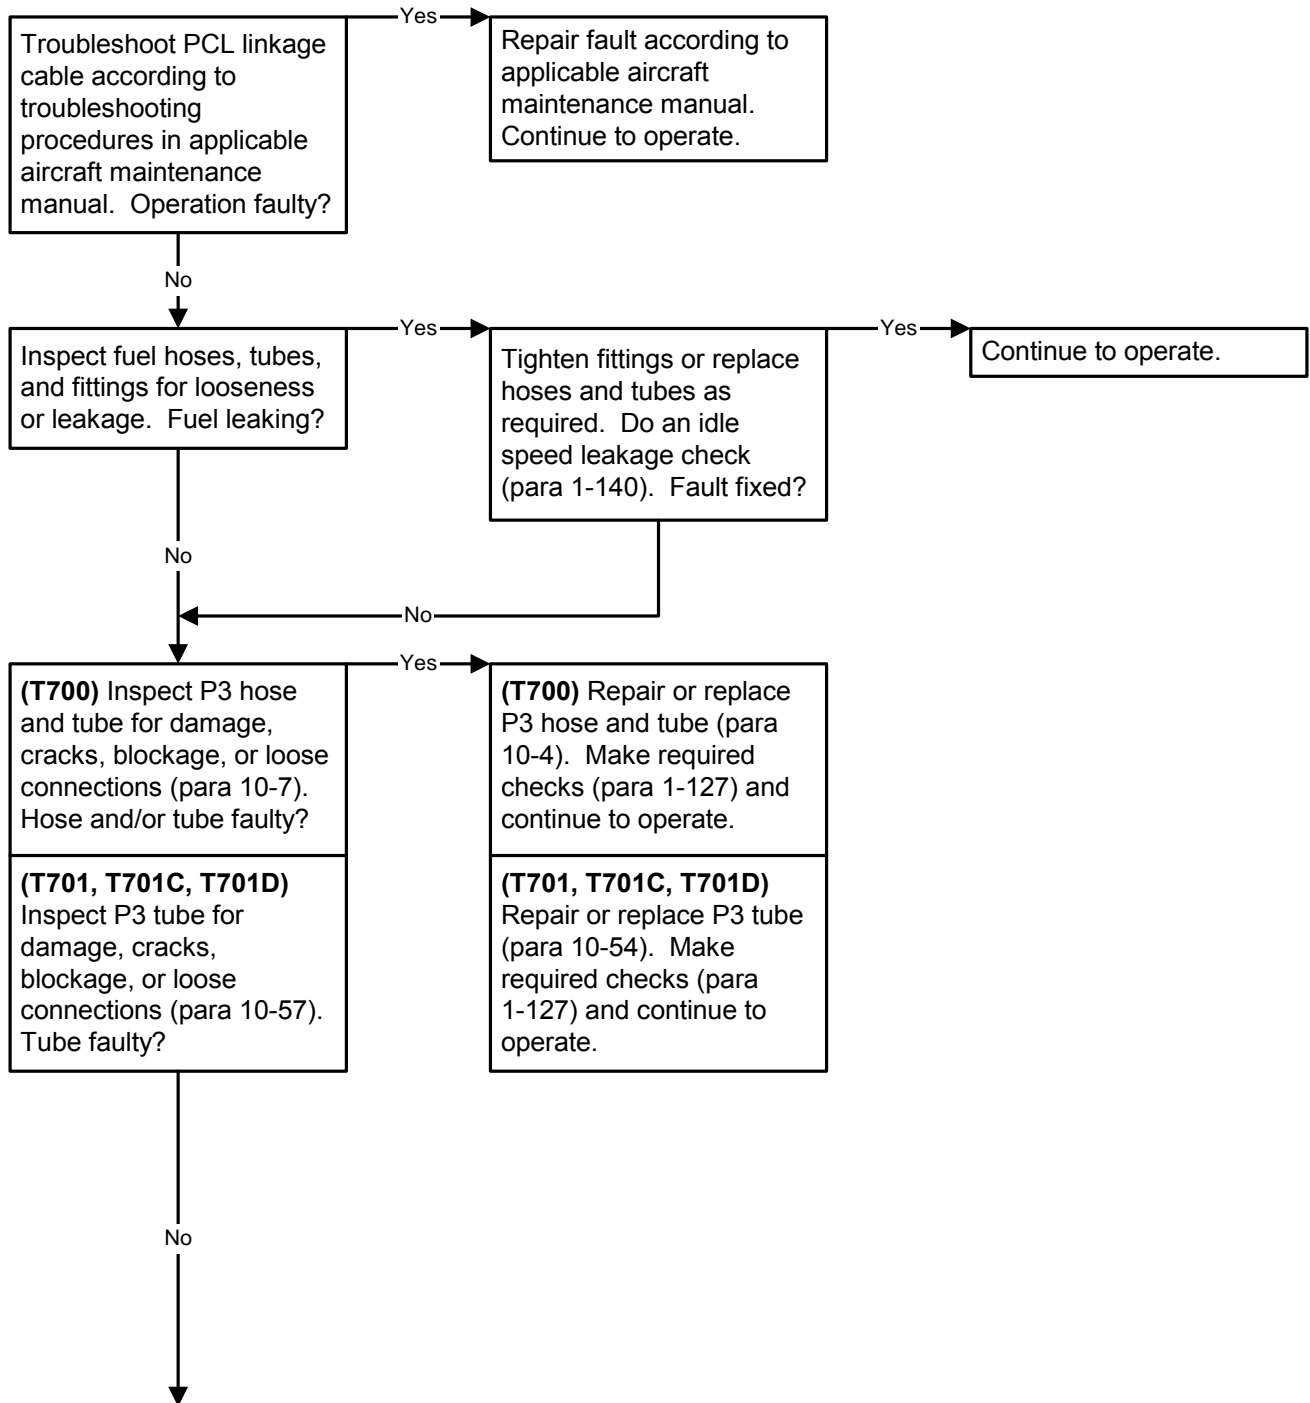 Yes
Troubleshoot PCL linkage
cable according to
troubleshooting
procedures in applicable
aircraft maintenance
manual.  Operation faulty?
Repair fault according to
applicable aircraft
maintenance manual.
Continue to operate.
No
Yes
Yes
Inspect fuel hoses, tubes,
and fittings for looseness
or leakage.  Fuel leaking?
Tighten fittings or replace
hoses and tubes as
required.  Do an idle
speed leakage check
(para 1-140).  Fault fixed?
Continue to operate.
No
No
Yes
(T700) Inspect P3 hose
and tube for damage,
cracks, blockage, or loose
connections (para 10-7).
Hose and/or tube faulty?
(T700) Repair or replace
P3 hose and tube (para
10-4).  Make required
checks (para 1-127) and
continue to operate.
(T701, T701C, T701D)
Inspect P3 tube for
damage, cracks,
blockage, or loose
connections (para 10-57).
Tube faulty?
(T701, T701C, T701D)
Repair or replace P3 tube
(para 10-54).  Make
required checks (para
1-127) and continue to
operate.
No